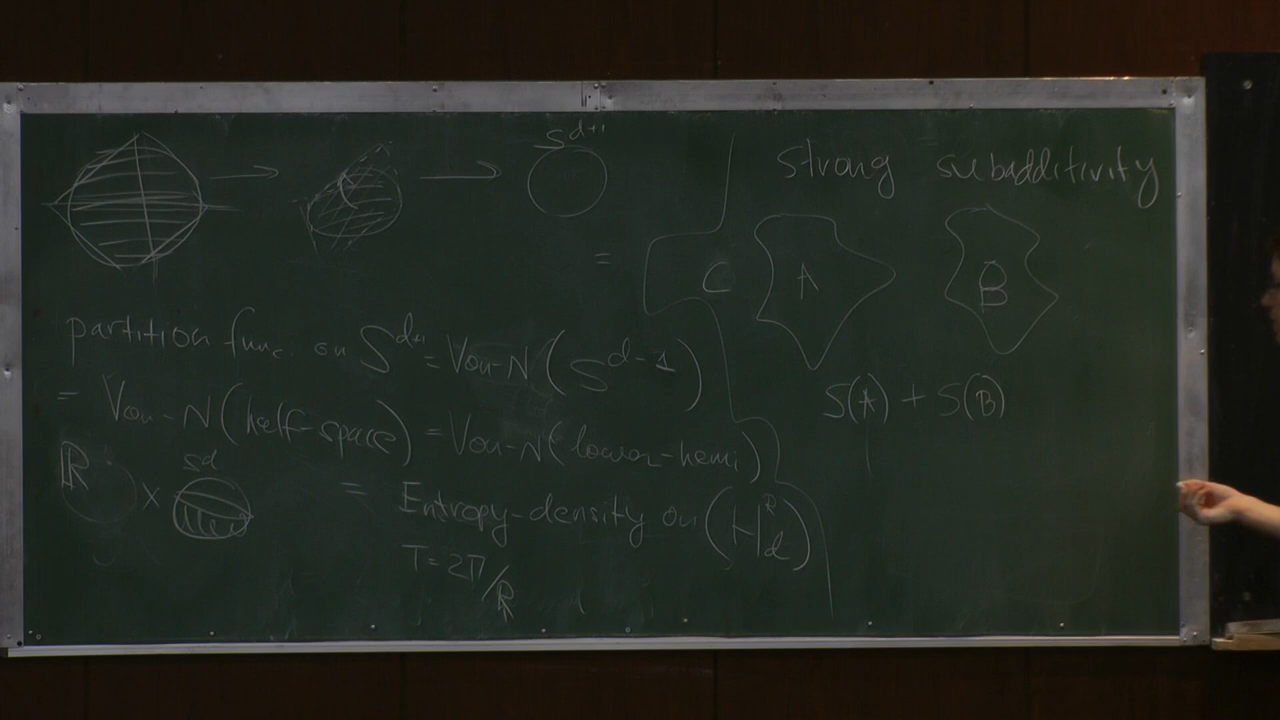 S^{d+1}
strong subadditivity
=
C A B
partition func. on S^{d+1} = Von-N(S^{d-1})
= Von-N(half-space) = Von-N(lower-hemi)
S(A) + S(B)
ℝ × S^d
= Entropy-density on (H_d^R)
T=2π/R